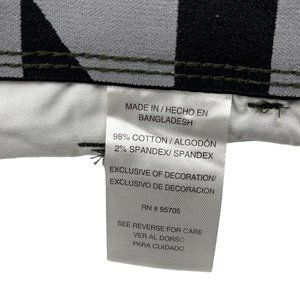 MADE IN / HECHO EN
BANGLADESH
98% COTTON / ALGODÓN
2% SPANDEX/ SPANDEX
EXCLUSIVE OF DECORATION/
EXCLUSIVO DE DECORACION
RN # 95705
SEE REVERSE FOR CARE
VER AL DORSO
PARA CUIDADO